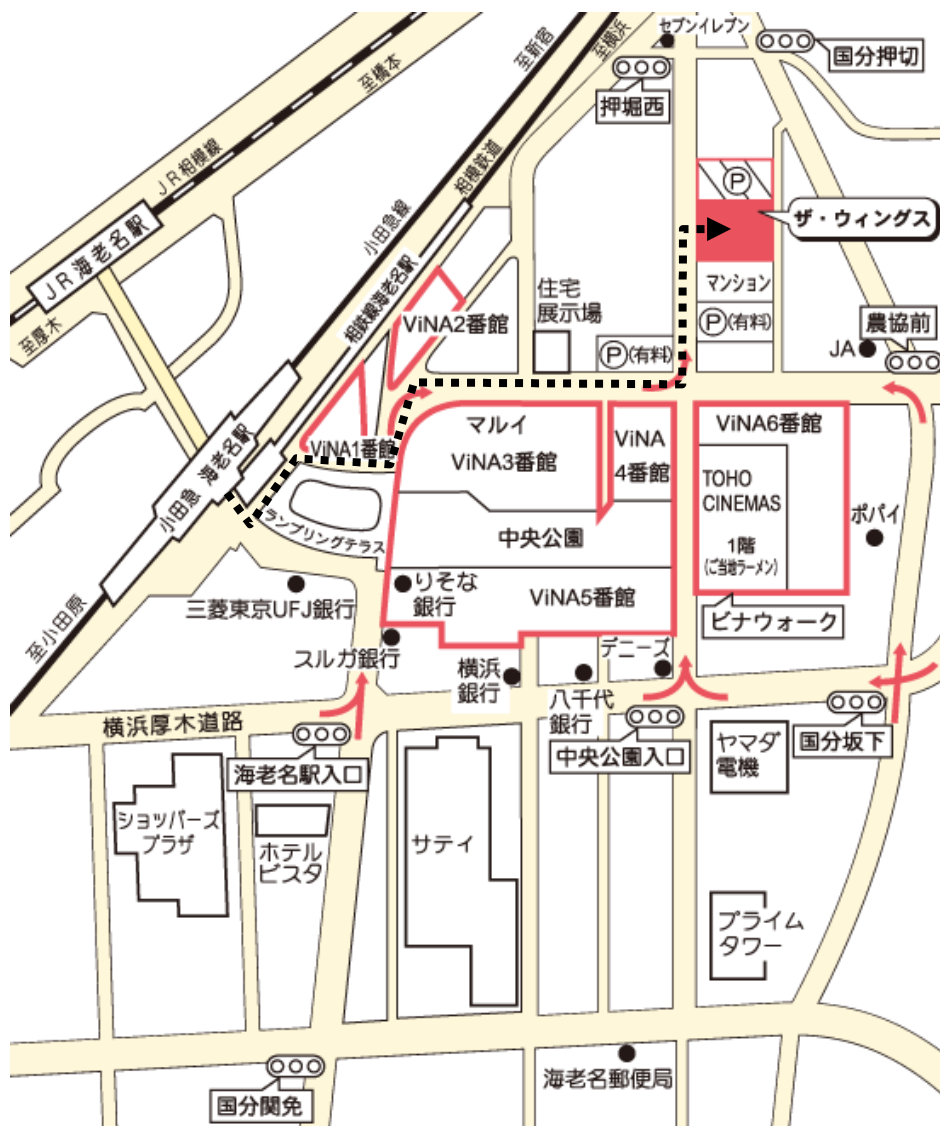 セブンイレブン
国分押切
至新宿
至横浜
至橋本
押堀西
JR相模線
相模鉄道
小田急線
P
ザ・ウィングス
JR海老名駅
相鉄線海老名駅
マンション
住宅
展示場
ViNA2番館
P(有料)
農協前
至厚木
P(有料)
JA
マルイ
ViNA3番館
ViNA
4番館
ViNA6番館
ViNA1番館
小田急 海老名駅
TOHO
CINEMAS
1階
(ご当地ラーメン)
ポパイ
ランブリングテラス
中央公園
りそな
銀行
ViNA5番館
三菱東京UFJ銀行
ビナウォーク
至小田原
スルガ銀行
デニーズ
横浜
銀行
八千代
銀行
横浜厚木道路
海老名駅入口
中央公園入口
ヤマダ
電機
国分坂下
ショッパーズ
プラザ
ホテル
ビスタ
サティ
プライム
タワー
海老名郵便局
国分関免